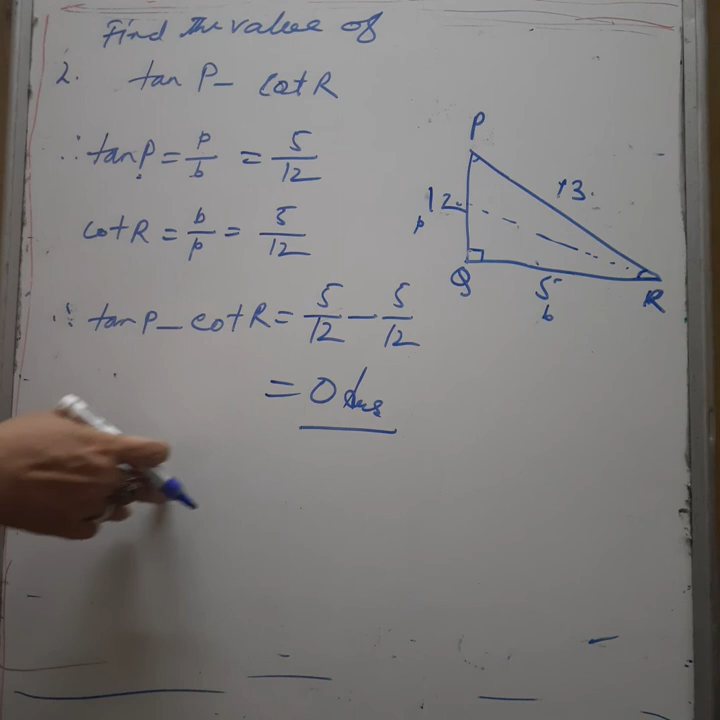 Find the value of
2. tan P - cot R
∴ tan P = p/b = 5/12
cot R = b/p = 5/12
∴ tan P - cot R = 5/12 - 5/12
= 0 Ans
P
12
13
p
Q
5
R
b